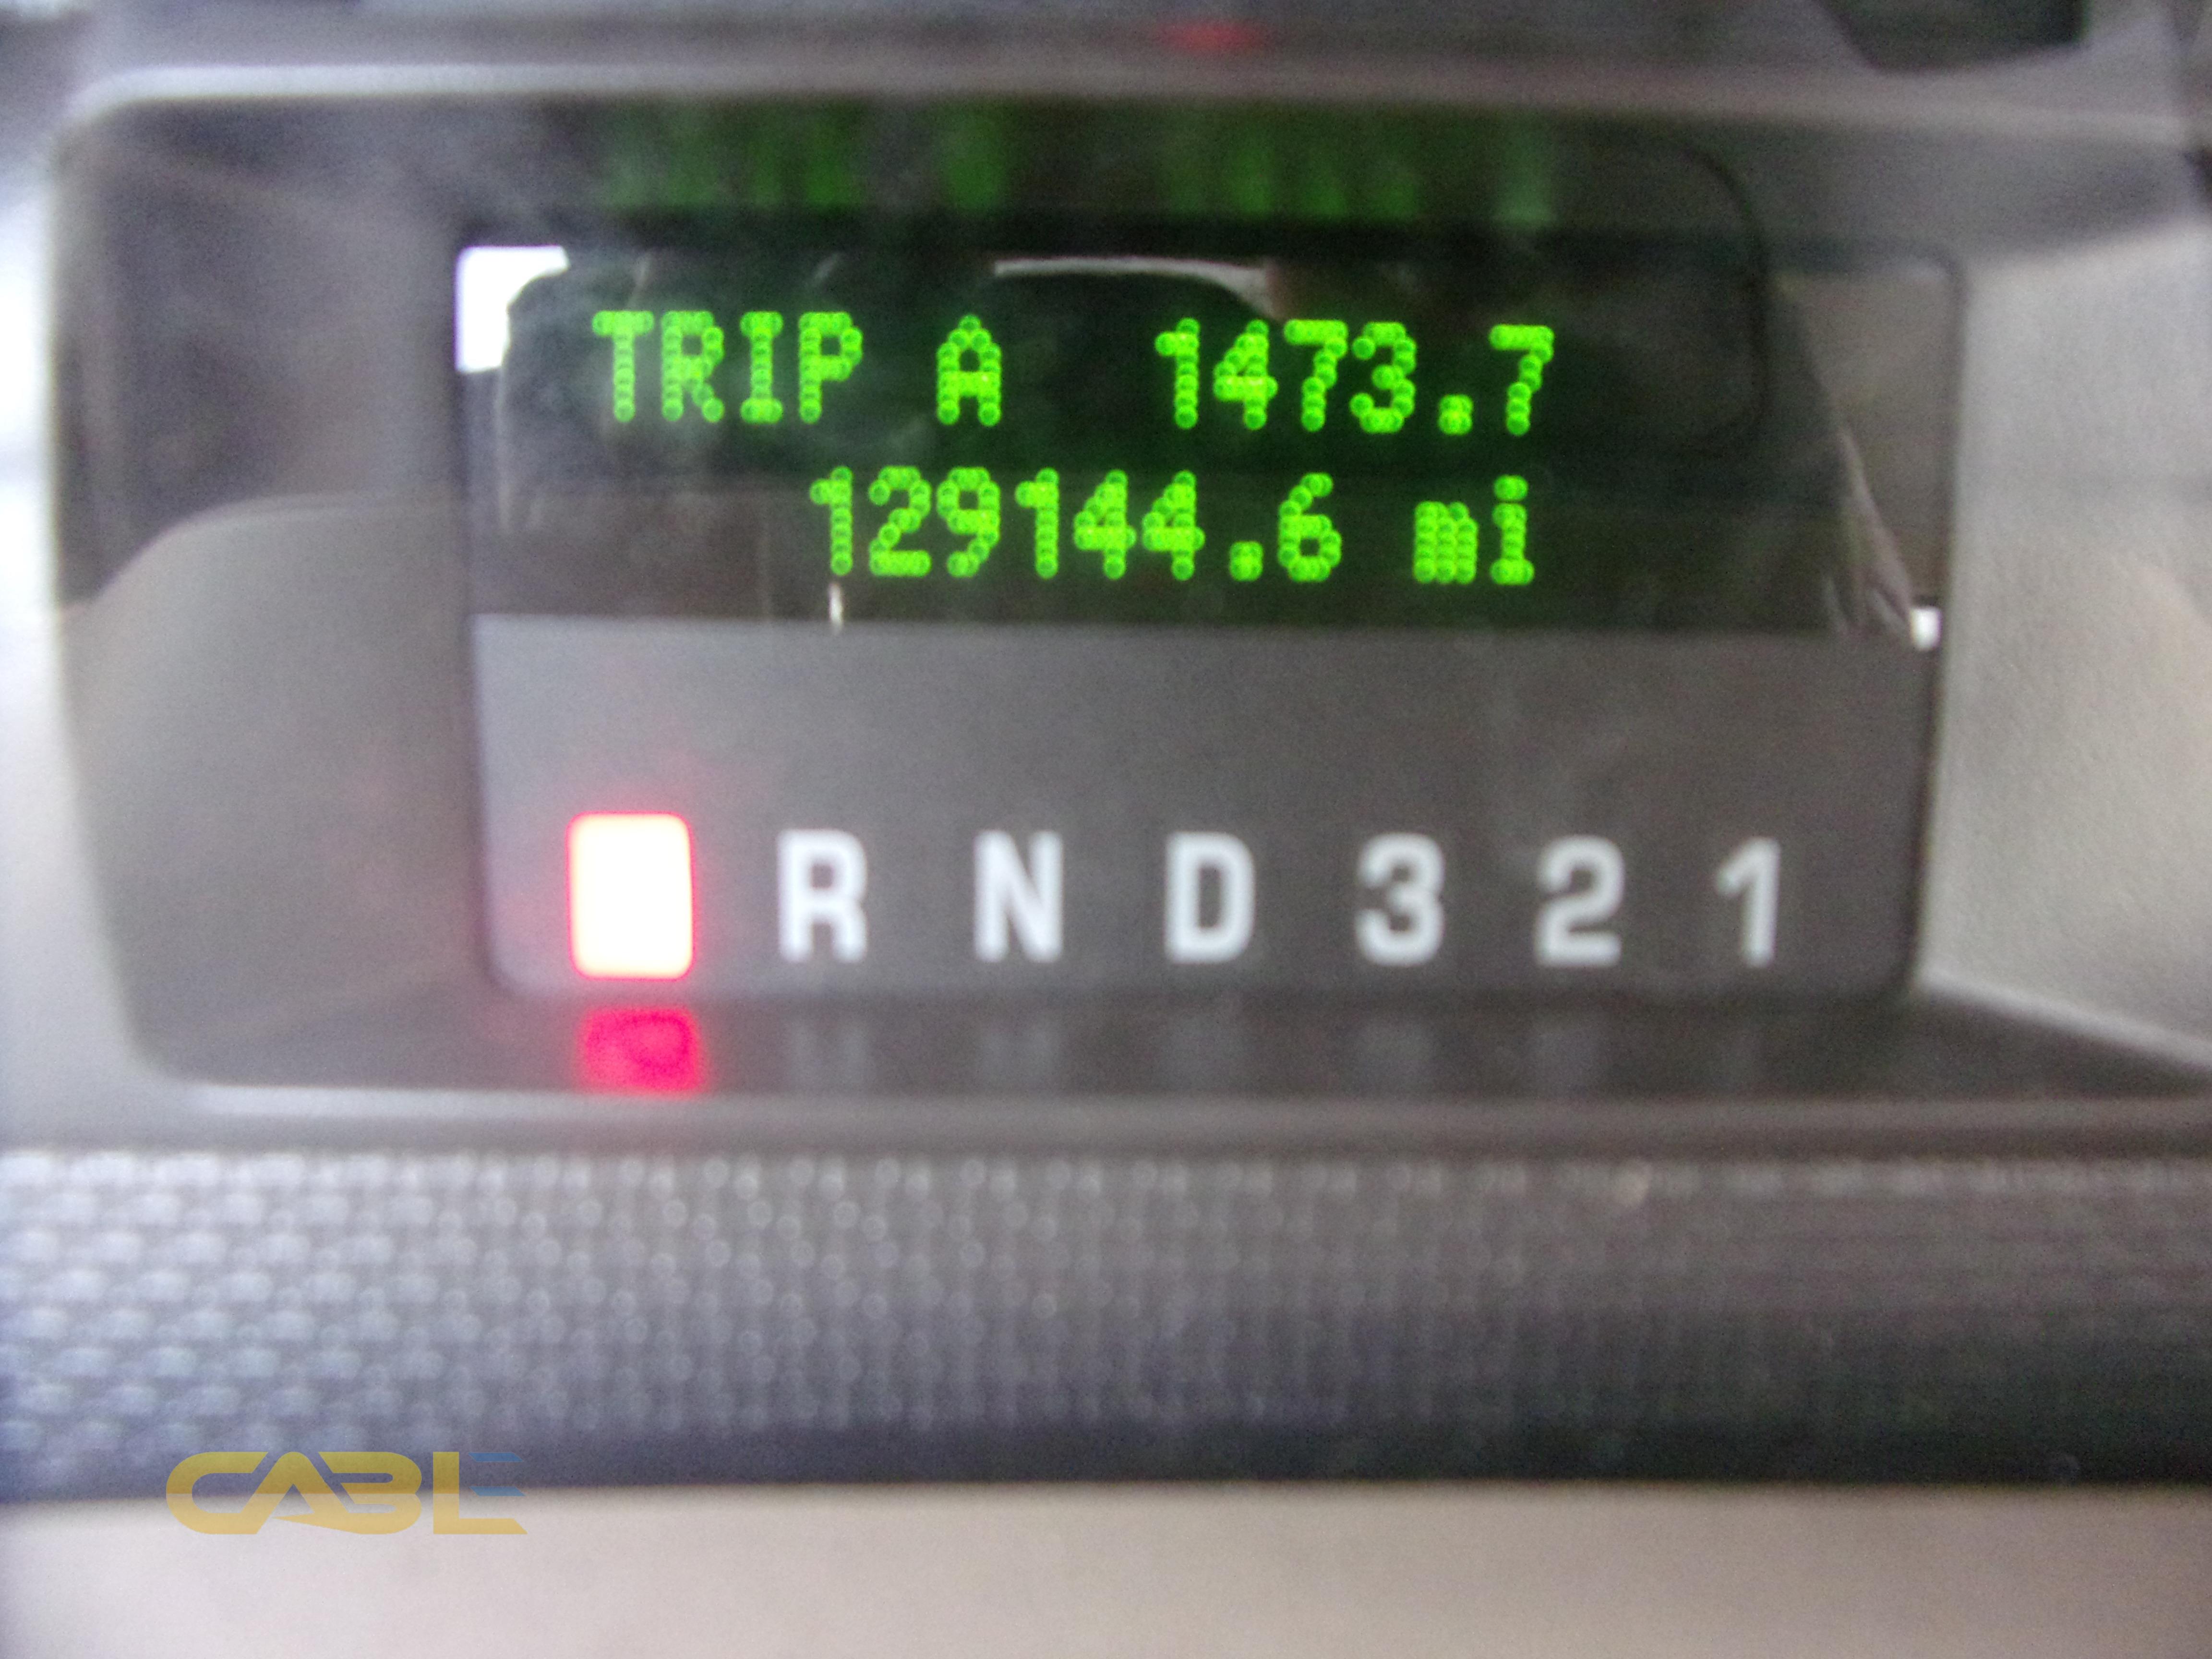 TRIP A 1473.7
129144.6 mi
R N D 3 2 1
CABLE